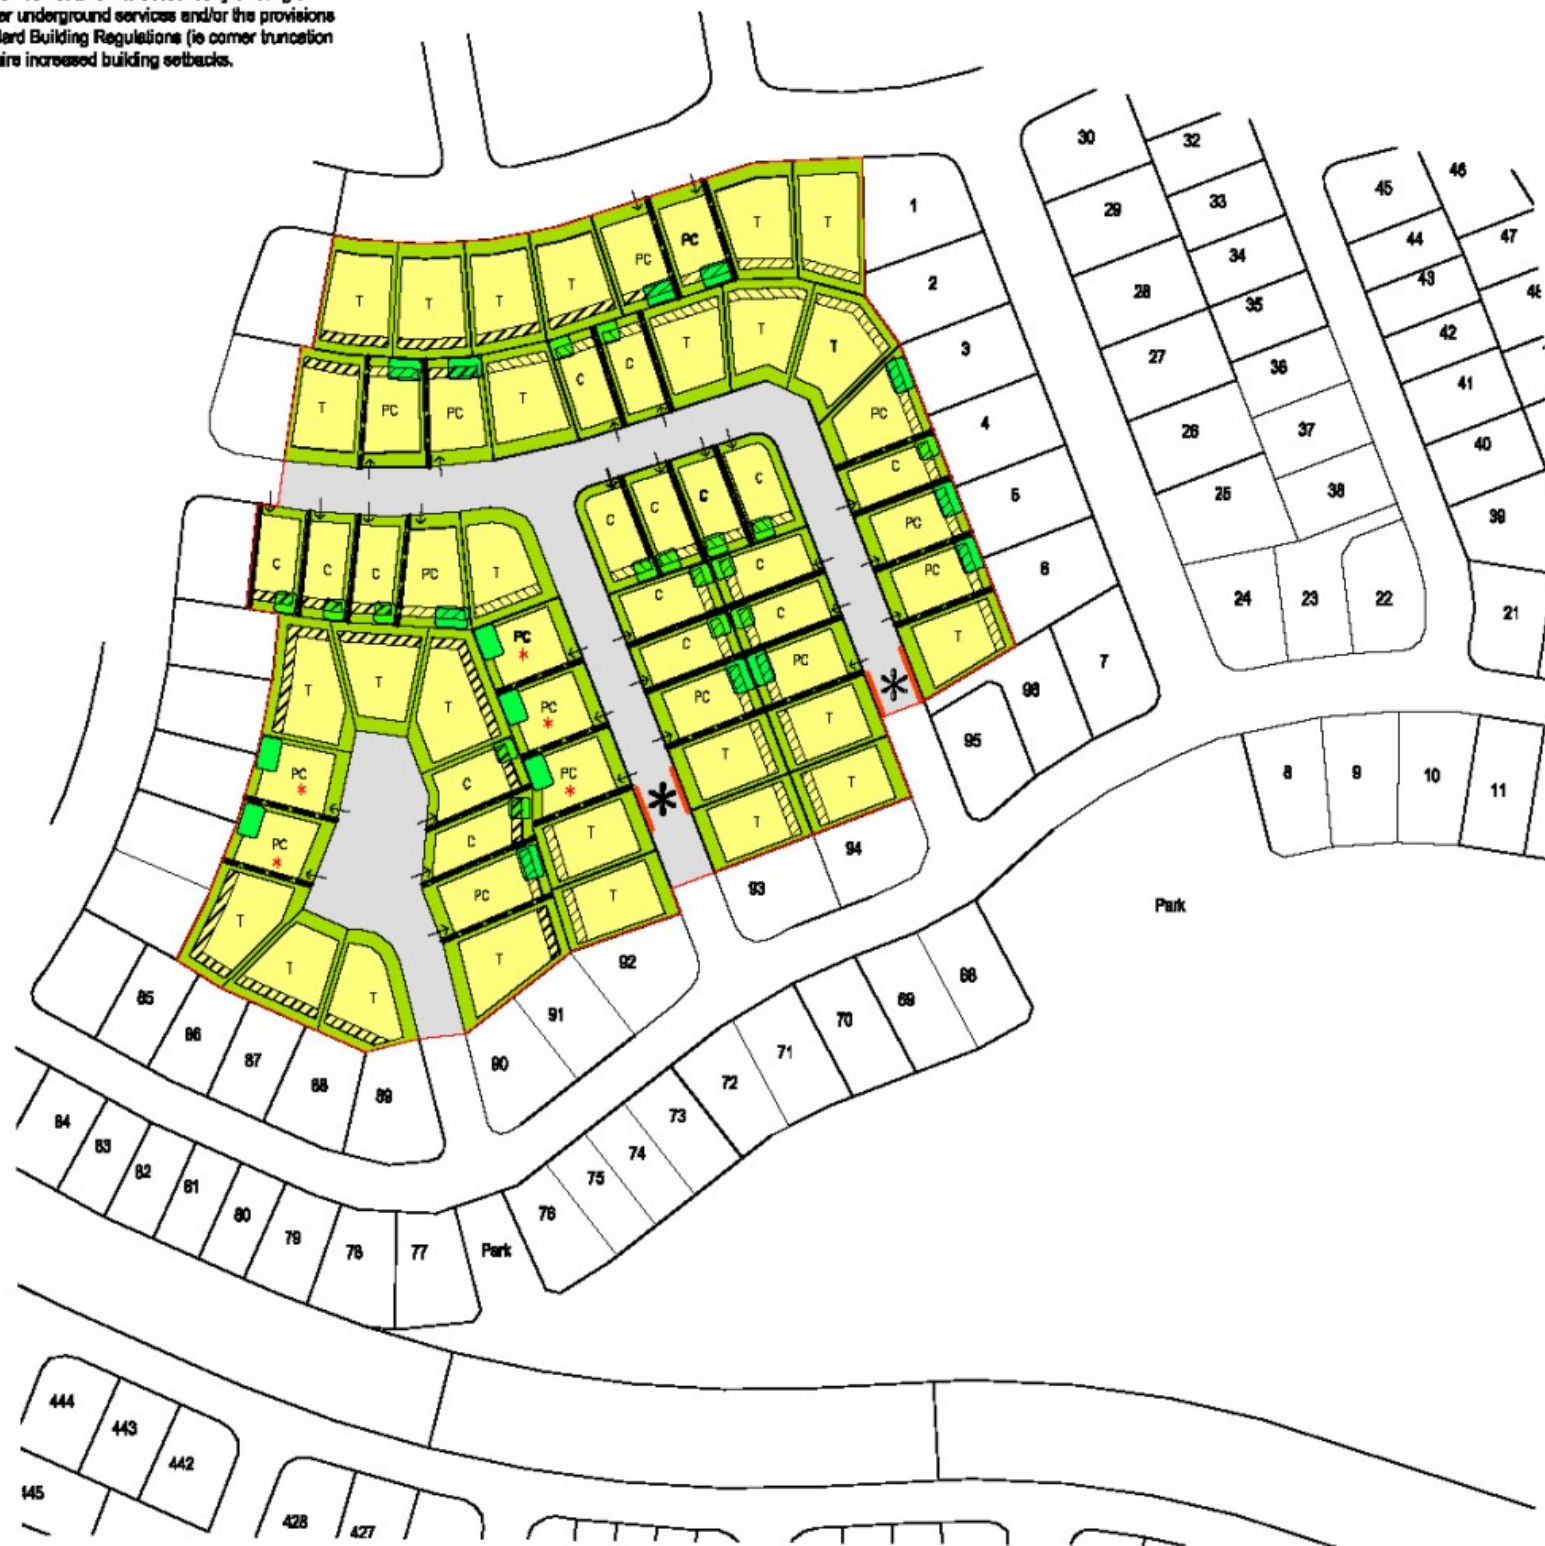 er underground services and/or the provisions
dard Building Regulations (ie corner truncation
uire increased building setbacks.
30
32
46
45
1
29
33
44
47
T
T
PC
PC
2
34
43
48
T
T
T
T
28
35
42
3
27
36
41
T
PC
PC
T
C
C
T
T
T
4
26
37
40
PC
C
5
25
38
39
C
C
C
C
PC
PC
6
24
23
22
21
C
C
C
PC
T
C
C
C
PC
T
7
96
95
PC
*
PC
*
PC
*
C
PC
T
T
T
T
T
T
T
T
8
9
10
11
PC
*
PC
*
C
C
PC
T
T
*
*
94
93
Park
T
T
T
T
92
91
90
68
69
70
71
72
73
74
75
76
85
86
87
88
89
84
83
82
81
80
79
78
77
Park
444
443
442
445
428
427